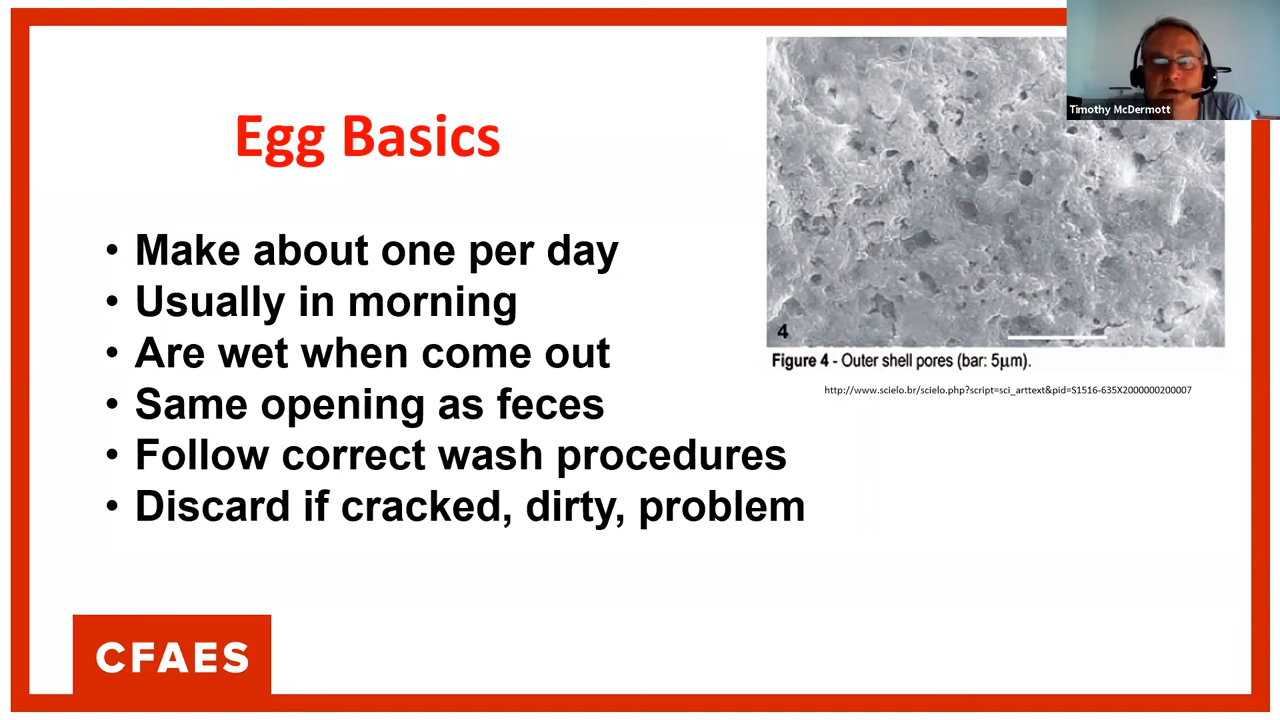 Timothy McDermott
Egg Basics
• Make about one per day
• Usually in morning
• Are wet when come out
• Same opening as feces
• Follow correct wash procedures
• Discard if cracked, dirty, problem
4
Figure 4 - Outer shell pores (bar: 5μm).
http://www.scielo.br/scielo.php?script=sci_arttext&pid=S1516-635X2000000200007
CFAES